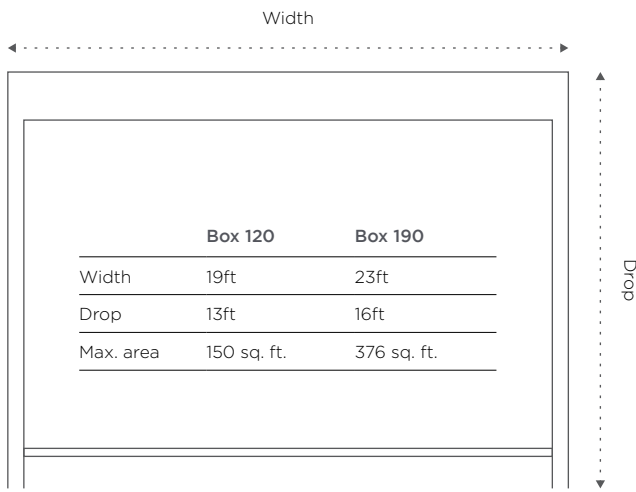 Width
Box 120 Box 190
Width 19ft 23ft
Drop 13ft 16ft
Max. area 150 sq. ft. 376 sq. ft.
Drop